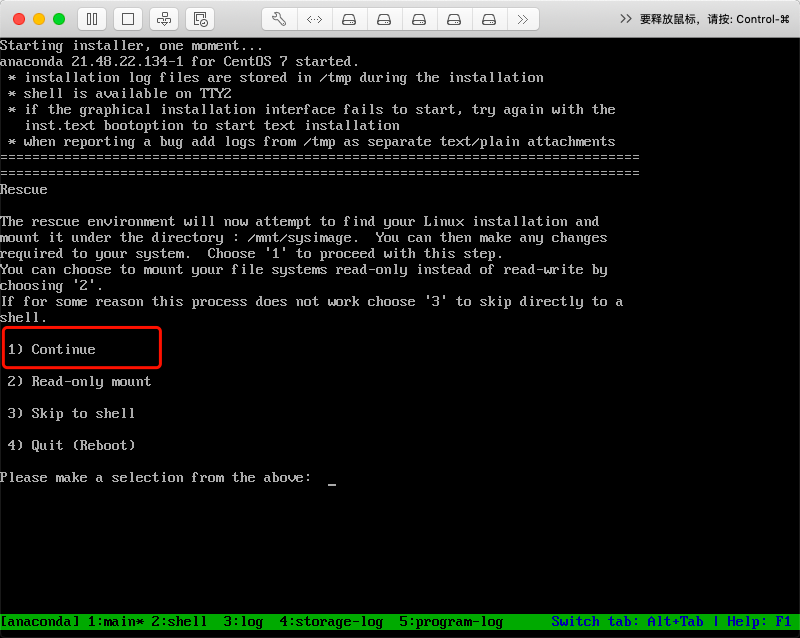 要释放鼠标，请按: Control-⌘
Starting installer, one moment...
anaconda 21.48.22.134-1 for CentOS 7 started.
* installation log files are stored in /tmp during the installation
* shell is available on TTY2
* if the graphical installation interface fails to start, try again with the
inst.text bootoption to start text installation
* when reporting a bug add logs from /tmp as separate text/plain attachments
================================================================================
================================================================================
Rescue
The rescue environment will now attempt to find your Linux installation and
mount it under the directory : /mnt/sysimage.  You can then make any changes
required to your system.  Choose '1' to proceed with this step.
You can choose to mount your file systems read-only instead of read-write by
choosing '2'.
If for some reason this process does not work choose '3' to skip directly to a
shell.
1) Continue
2) Read-only mount
3) Skip to shell
4) Quit (Reboot)
Please make a selection from the above:  _
[anaconda] 1:main* 2:shell  3:log  4:storage-log  5:program-log      Switch tab: Alt+Tab | Help: F1